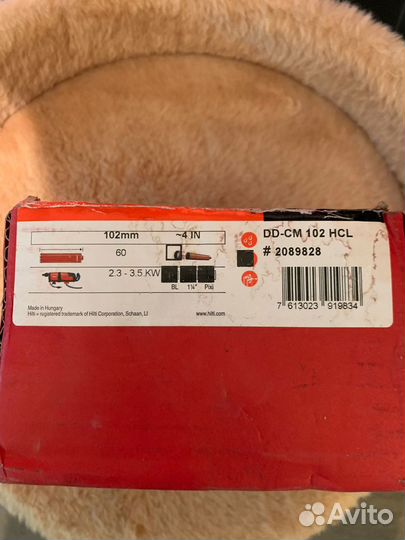 102mm ~4 IN
DD-CM 102 HCL
60
# 2089828
2.3 - 3.5 KW
BL 1¼" Pixi
Made in Hungary
Hilti = registered trademark of Hilti Corporation, Schaan, LI
www.hilti.com
7 613023 919834
Avito